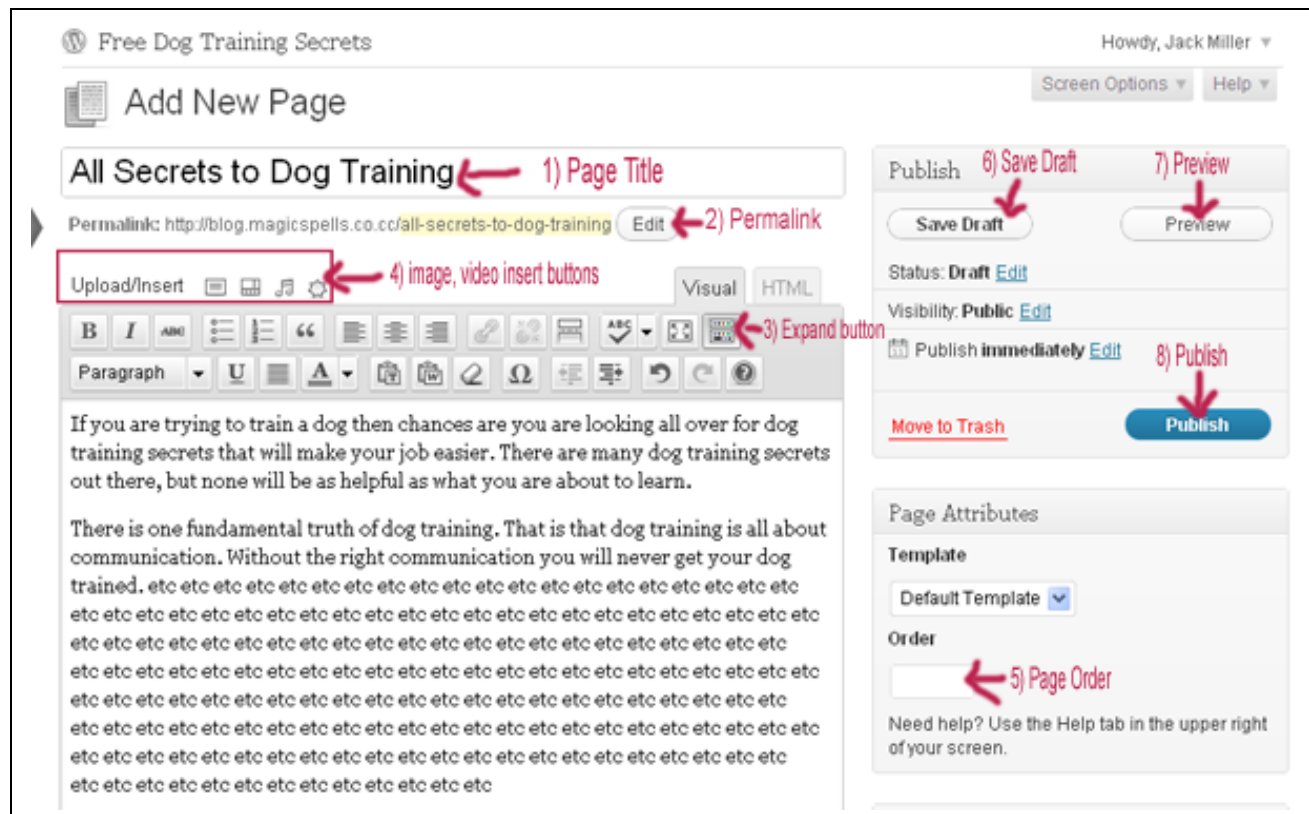 Free Dog Training Secrets
Howdy, Jack Miller
Screen Options
Help
Add New Page
All Secrets to Dog Training
1) Page Title
Permalink: http://blog.magicspells.co.cc/all-secrets-to-dog-training Edit
2) Permalink
Upload/Insert
4) image, video insert buttons
Visual HTML
B I ABC “ ABC
3) Expand button
Paragraph U A T W Ω ?
If you are trying to train a dog then chances are you are looking all over for dog
training secrets that will make your job easier. There are many dog training secrets
out there, but none will be as helpful as what you are about to learn.
There is one fundamental truth of dog training. That is that dog training is all about
communication. Without the right communication you will never get your dog
trained. etc etc etc etc etc etc etc etc etc etc etc etc etc etc etc etc etc etc etc etc
etc etc etc etc etc etc etc etc etc etc etc etc etc etc etc etc etc etc etc etc etc etc etc
etc etc etc etc etc etc etc etc etc etc etc etc etc etc etc etc etc etc etc etc etc etc
etc etc etc etc etc etc etc etc etc etc etc etc etc etc etc etc etc etc etc etc etc etc etc
etc etc etc etc etc etc etc etc etc etc etc etc etc etc etc etc etc etc etc etc etc etc
etc etc etc etc etc etc etc etc etc etc etc etc etc etc etc etc etc etc etc etc etc etc etc
etc etc etc etc etc etc etc etc etc etc etc etc etc etc etc etc etc etc etc etc etc etc
etc etc etc etc etc etc etc etc etc etc etc etc etc
Publish
6) Save Draft
7) Preview
Save Draft
Preview
Status: Draft Edit
Visibility: Public Edit
Publish immediately Edit
8) Publish
Move to Trash
Publish
Page Attributes
Template
Default Template
Order
5) Page Order
Need help? Use the Help tab in the upper right
of your screen.